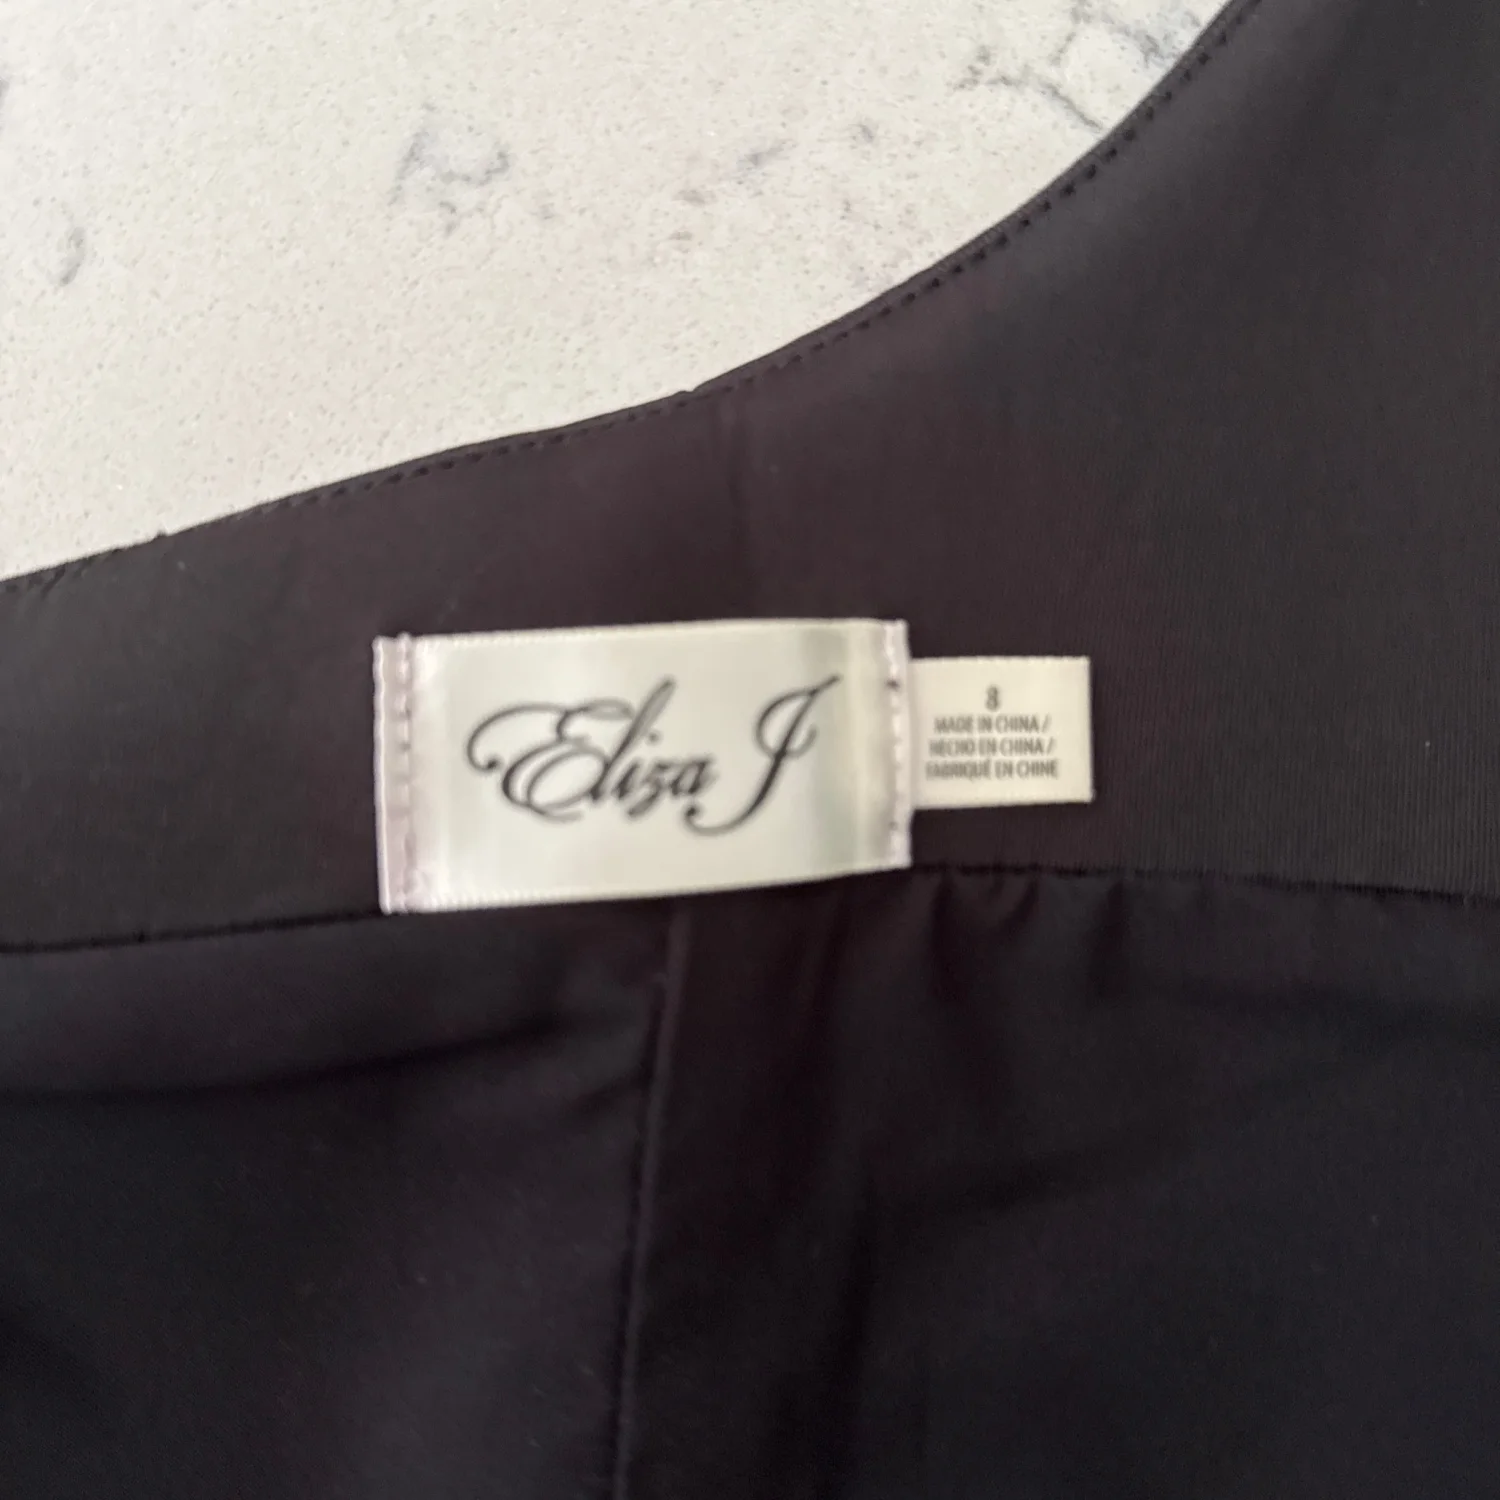 Eliza J
8
MADE IN CHINA /
HECHO EN CHINA /
FABRIQUÉ EN CHINE